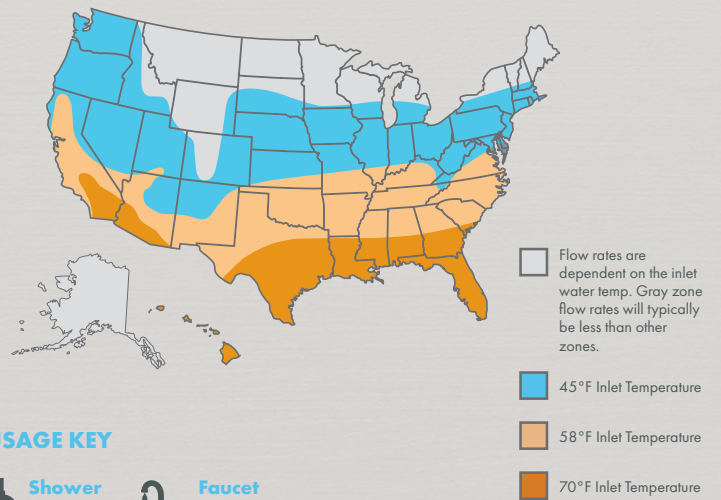 Flow rates are
dependent on the inlet
water temp. Gray zone
flow rates will typically
be less than other
zones.
45°F Inlet Temperature
58°F Inlet Temperature
70°F Inlet Temperature
USAGE KEY
Shower
Faucet